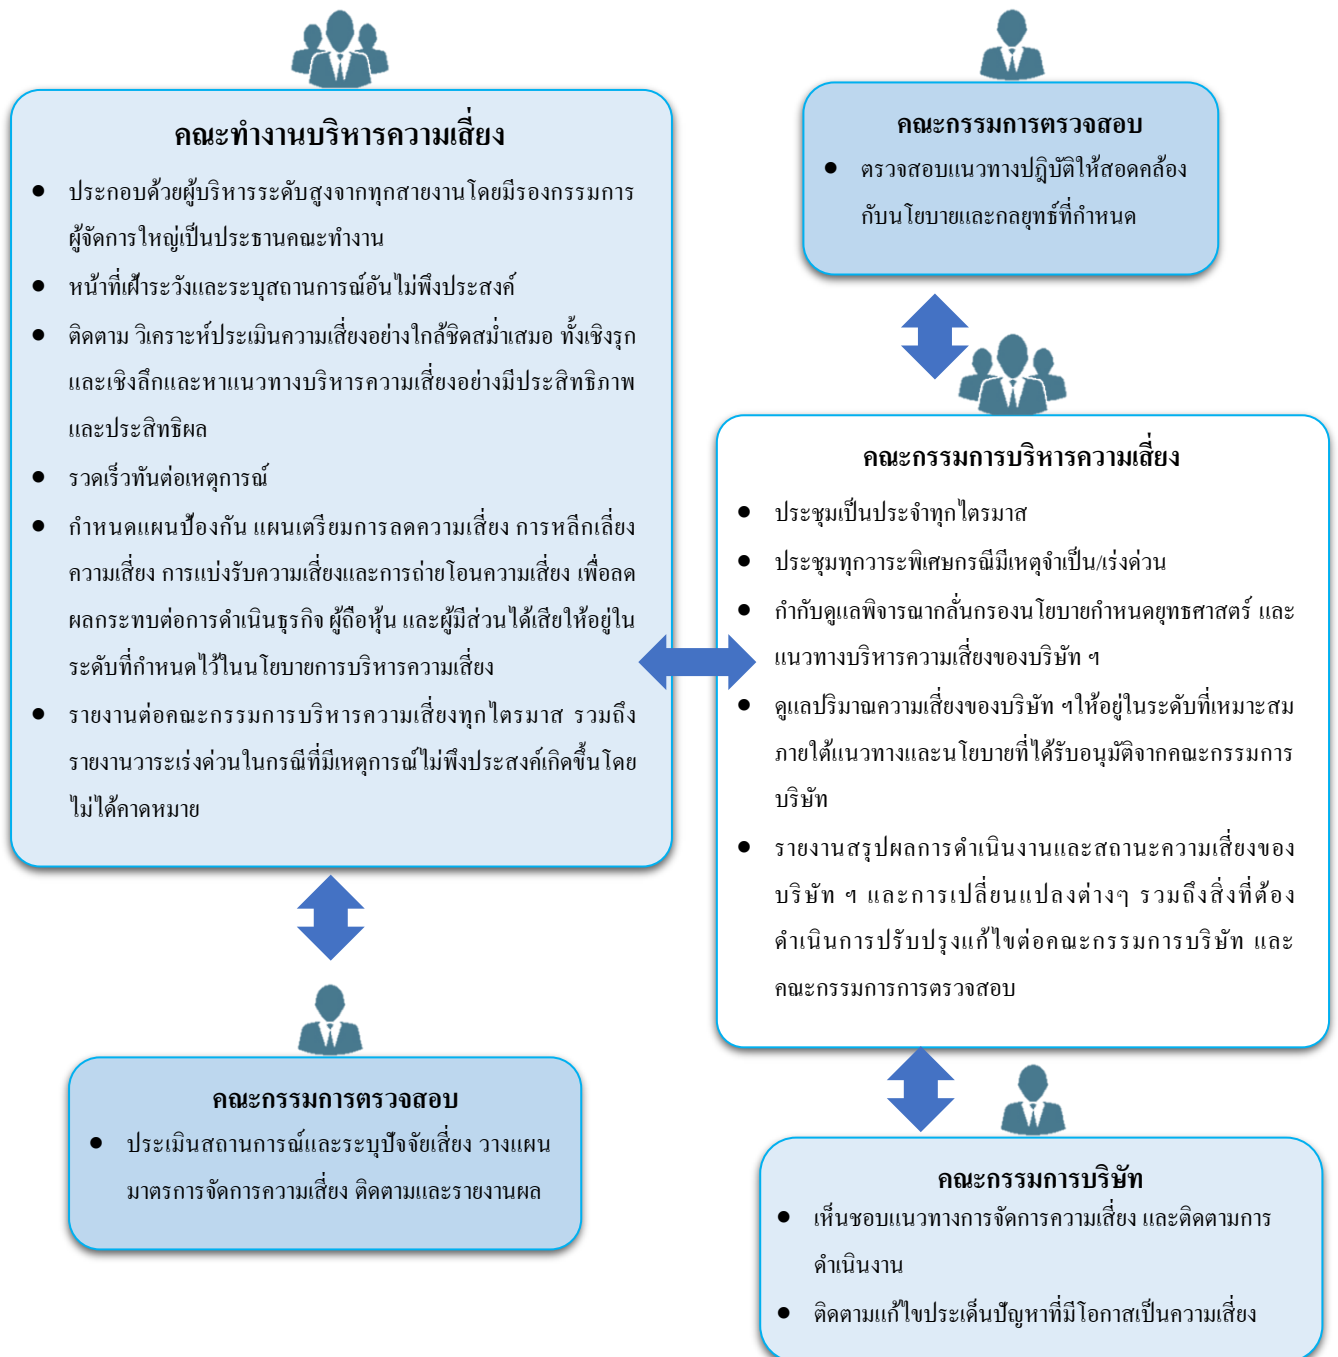 คณะทำงานบริหารความเสี่ยง
● ประกอบด้วยผู้บริหารระดับสูงจากทุกสายงานโดยมีรองกรรมการ
ผู้จัดการใหญ่เป็นประธานคณะทำงาน
● หน้าที่เฝ้าระวังและระบุสถานการณ์อันไม่พึงประสงค์
● ติดตาม วิเคราะห์ประเมินความเสี่ยงอย่างใกล้ชิดสม่ำเสมอ ทั้งเชิงรุก
และเชิงลึกและหาแนวทางบริหารความเสี่ยงอย่างมีประสิทธิภาพ
และประสิทธิผล
● รวดเร็วทันต่อเหตุการณ์
● กำหนดแผนป้องกัน แผนเตรียมการลดความเสี่ยง การหลีกเลี่ยง
ความเสี่ยง การแบ่งรับความเสี่ยงและการถ่ายโอนความเสี่ยง เพื่อลด
ผลกระทบต่อการดำเนินธุรกิจ ผู้ถือหุ้น และผู้มีส่วนได้เสียให้อยู่ใน
ระดับที่กำหนดไว้ในนโยบายการบริหารความเสี่ยง
● รายงานต่อคณะกรรมการบริหารความเสี่ยงทุกไตรมาส รวมถึง
รายงานวาระเร่งด่วนในกรณีที่มีเหตุการณ์ไม่พึงประสงค์เกิดขึ้นโดย
ไม่ได้คาดหมาย
คณะกรรมการตรวจสอบ
● ตรวจสอบแนวทางปฎิบัติให้สอดคล้อง
กับนโยบายและกลยุทธ์ที่กำหนด
คณะกรรมการบริหารความเสี่ยง
● ประชุมเป็นประจำทุกไตรมาส
● ประชุมทุกวาระพิเศษกรณีมีเหตุจำเป็น/เร่งด่วน
● กำกับดูแลพิจารณากลั่นกรองนโยบายกำหนดยุทธศาสตร์ และ
แนวทางบริหารความเสี่ยงของบริษัท ฯ
● ดูแลปริมาณความเสี่ยงของบริษัท ฯให้อยู่ในระดับที่เหมาะสม
ภายใต้แนวทางและนโยบายที่ได้รับอนุมัติจากคณะกรรมการ
บริษัท
● รายงานสรุปผลการดำเนินงานและสถานะความเสี่ยงของ
บริษัท ฯ และการเปลี่ยนแปลงต่างๆ รวมถึงสิ่งที่ต้อง
ดำเนินการปรับปรุงแก้ไขต่อคณะกรรมการบริษัท และ
คณะกรรมการการตรวจสอบ
คณะกรรมการตรวจสอบ
● ประเมินสถานการณ์และระบุปัจจัยเสี่ยง วางแผน
มาตรการจัดการความเสี่ยง ติดตามและรายงานผล
คณะกรรมการบริษัท
● เห็นชอบแนวทางการจัดการความเสี่ยง และติดตามการ
ดำเนินงาน
● ติดตามแก้ไขประเด็นปัญหาที่มีโอกาสเป็นความเสี่ยง